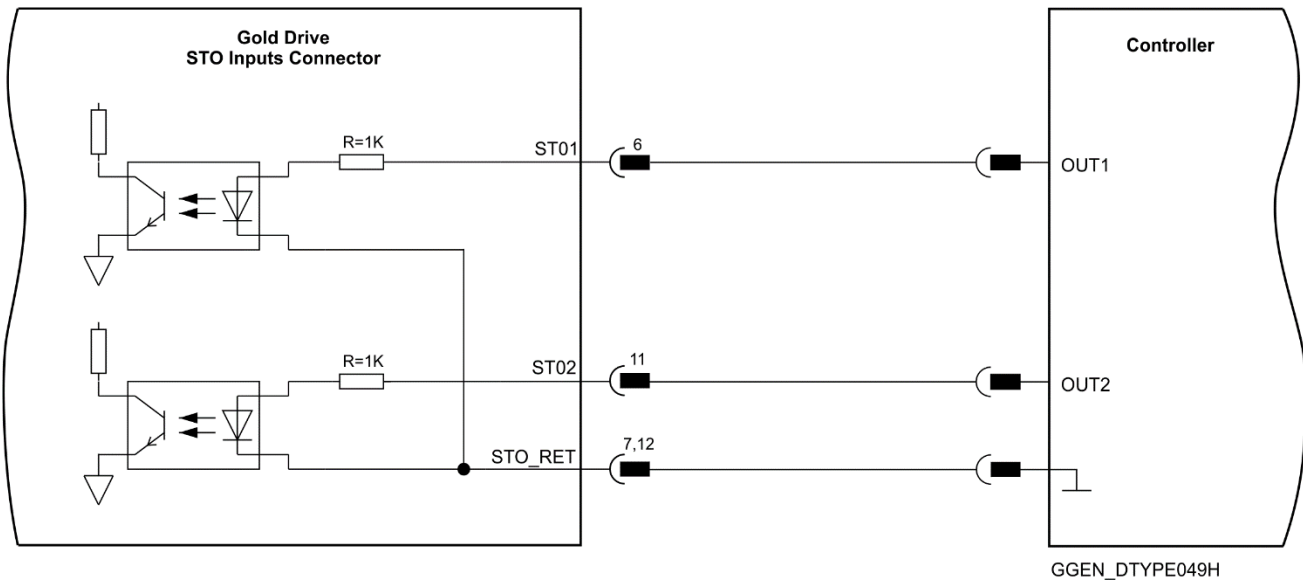 Gold Drive
STO Inputs Connector
Controller
R=1K
ST01
6
OUT1
R=1K
ST02
11
OUT2
STO_RET
7,12
GGEN_DTYPE049H